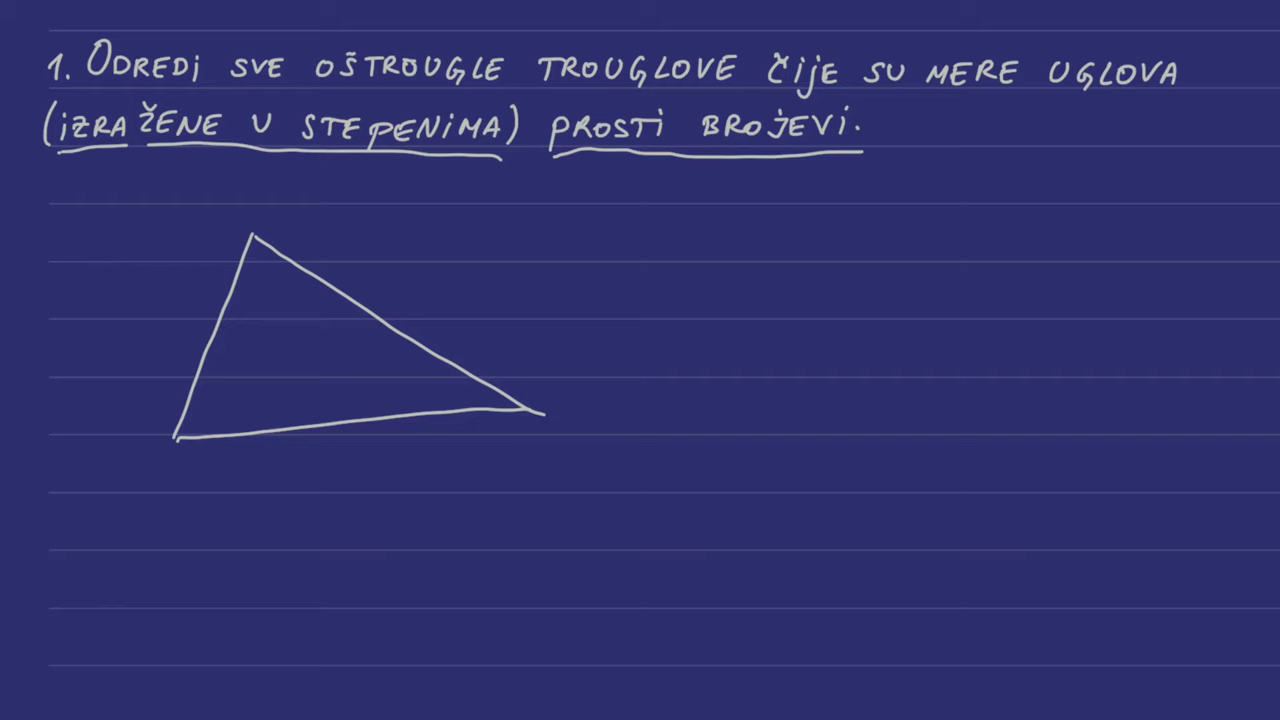 1. ODREDI SVE OŠTROUGLE TROUGLOVE ČIJE SU MERE UGLOVA
(IZRAŽENE U STEPENIMA) PROSTI BROJEVI.